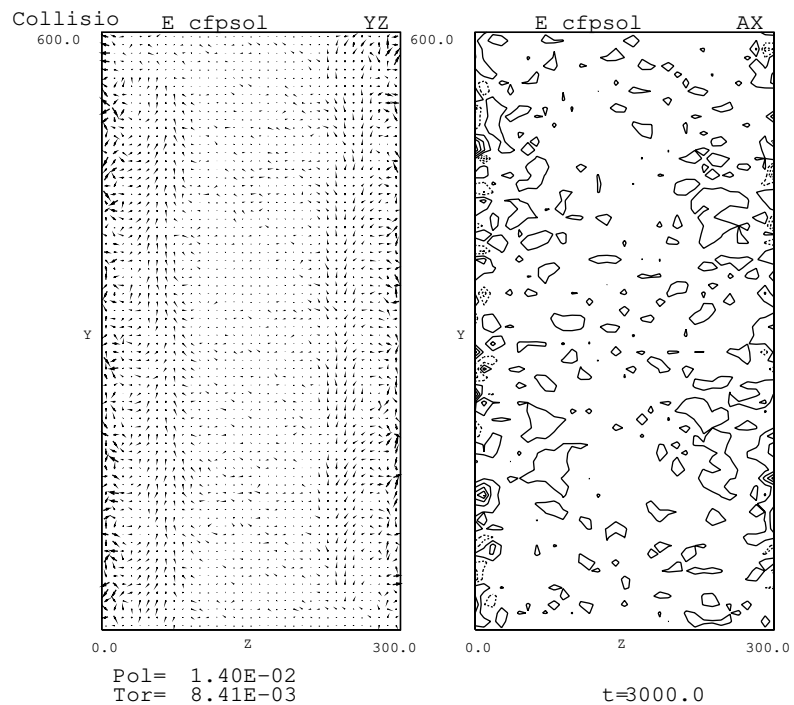 Collisio E cfpsol YZ E cfpsol AX
600.0 600.0
Y Y
0.0 Z 300.0 0.0 Z 300.0
Pol= 1.40E-02
Tor= 8.41E-03 t=3000.0